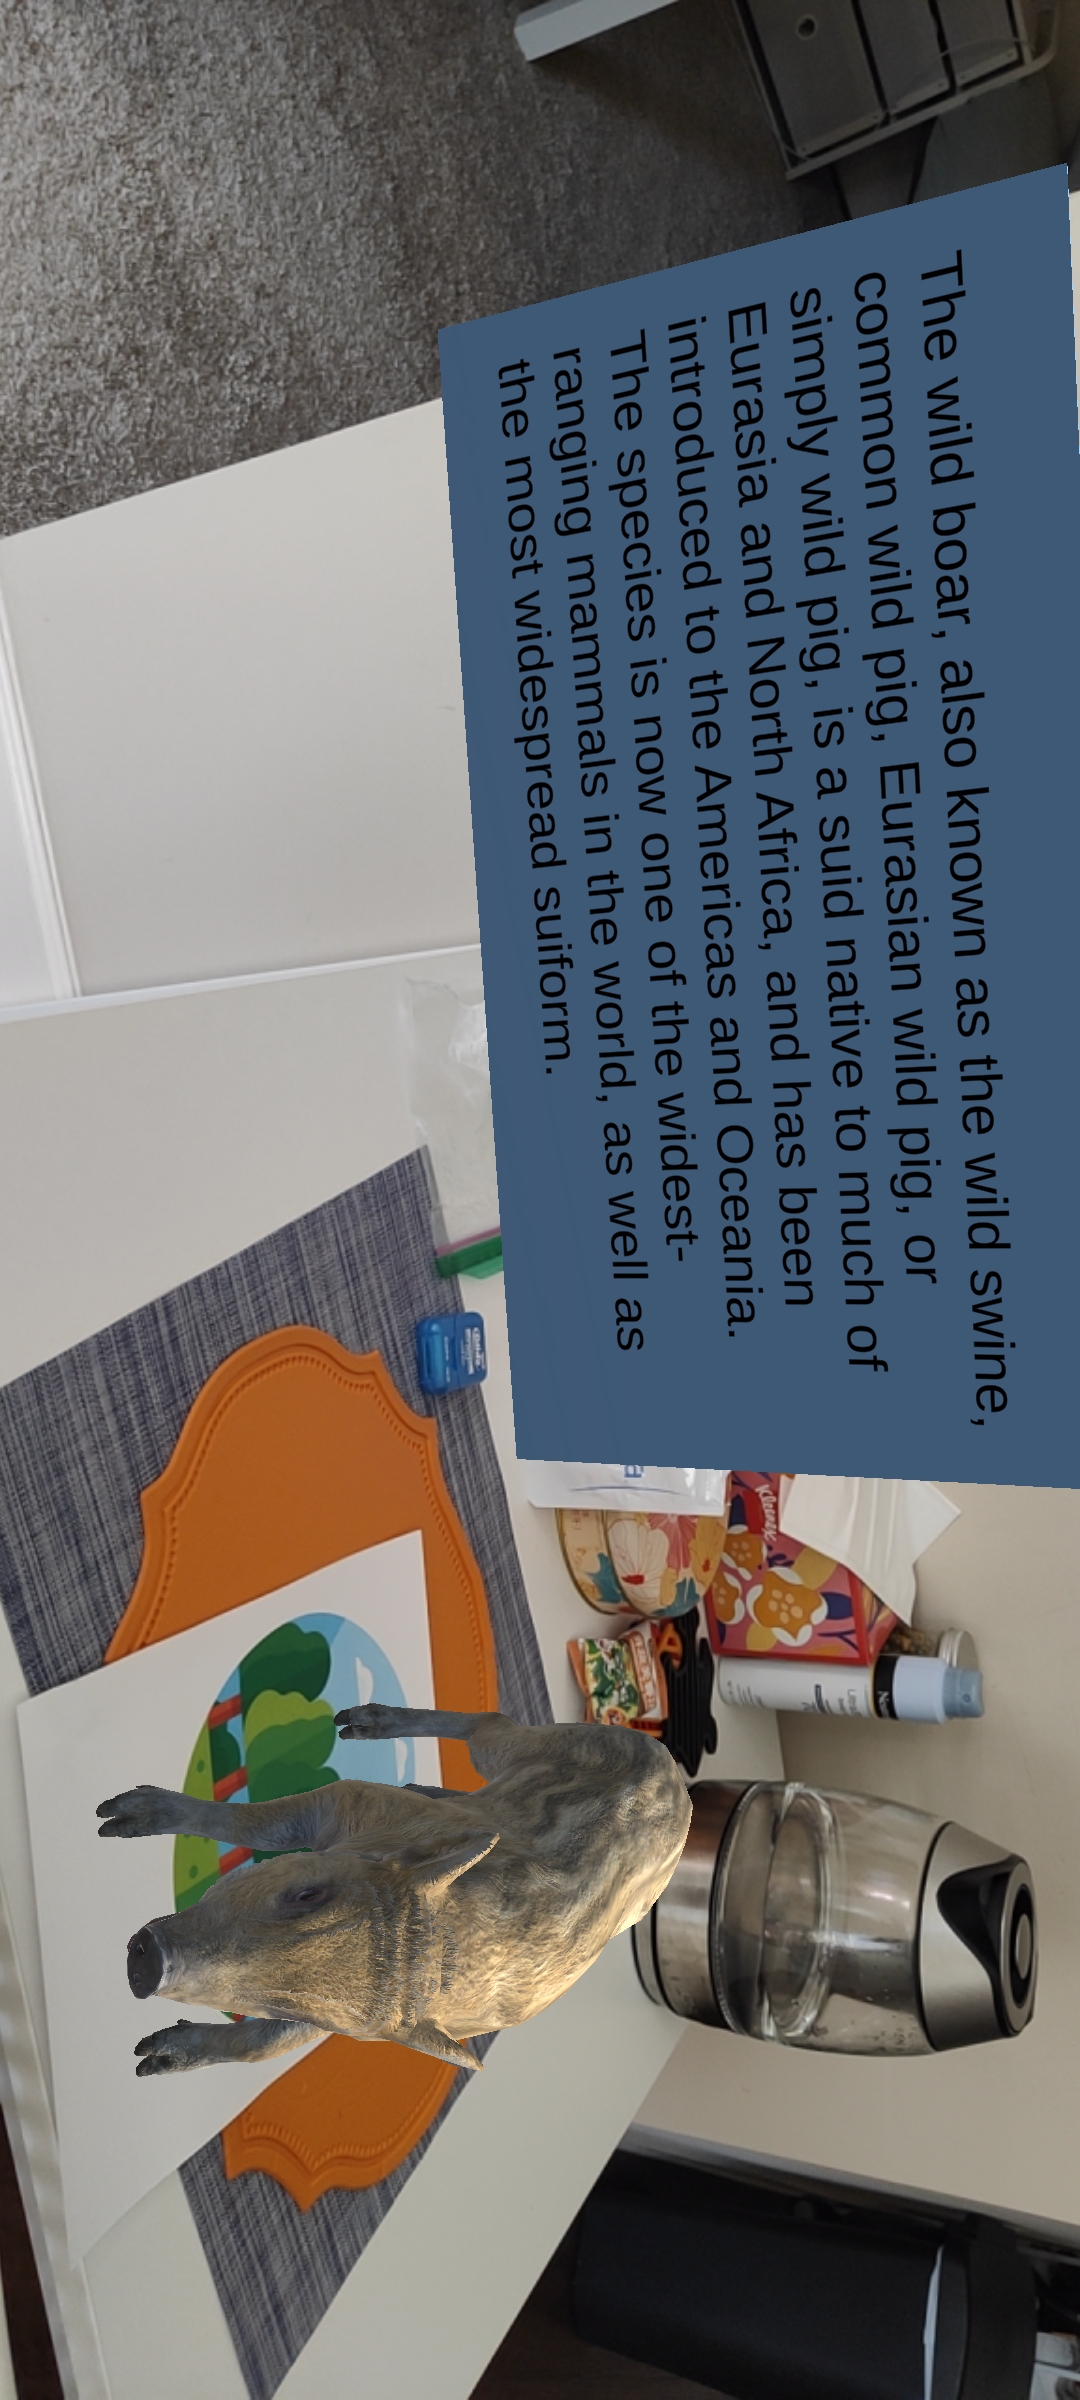 The wild boar, also known as the wild swine,
common wild pig, Eurasian wild pig, or
simply wild pig, is a suid native to much of
Eurasia and North Africa, and has been
introduced to the Americas and Oceania.
The species is now one of the widest-
ranging mammals in the world, as well as
the most widespread suiform.
Kleenex
Glide